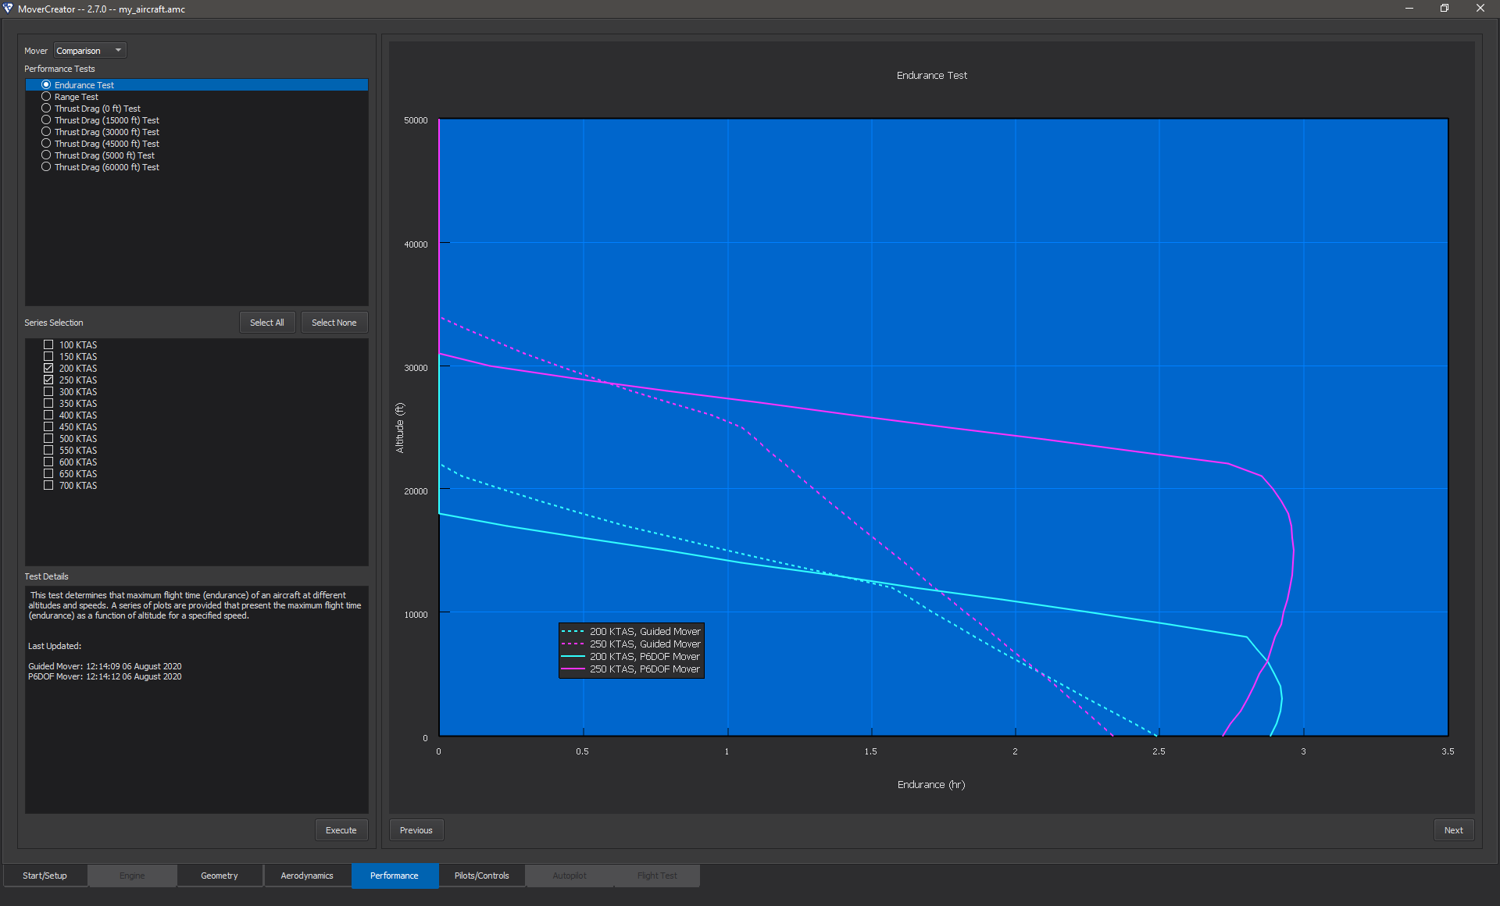 MoverCreator -- 2.7.0 -- my_aircraft.amc
Mover Comparison
Performance Tests
Endurance Test
Range Test
Thrust Drag (0 ft) Test
Thrust Drag (15000 ft) Test
Thrust Drag (30000 ft) Test
Thrust Drag (45000 ft) Test
Thrust Drag (5000 ft) Test
Thrust Drag (60000 ft) Test
Series Selection
Select All
Select None
100 KTAS
150 KTAS
200 KTAS
250 KTAS
300 KTAS
350 KTAS
400 KTAS
450 KTAS
500 KTAS
550 KTAS
600 KTAS
650 KTAS
700 KTAS
Test Details
This test determines that maximum flight time (endurance) of an aircraft at different
altitudes and speeds. A series of plots are provided that present the maximum flight time
(endurance) as a function of altitude for a specified speed.
Last Updated:
Guided Mover: 12:14:09 06 August 2020
P6DOF Mover: 12:14:12 06 August 2020
Execute
Endurance Test
50000
40000
30000
20000
10000
0
Altitude (ft)
200 KTAS, Guided Mover
250 KTAS, Guided Mover
200 KTAS, P6DOF Mover
250 KTAS, P6DOF Mover
0 0.5 1 1.5 2 2.5 3 3.5
Endurance (hr)
Previous
Next
Start/Setup
Engine
Geometry
Aerodynamics
Performance
Pilots/Controls
Autopilot
Flight Test